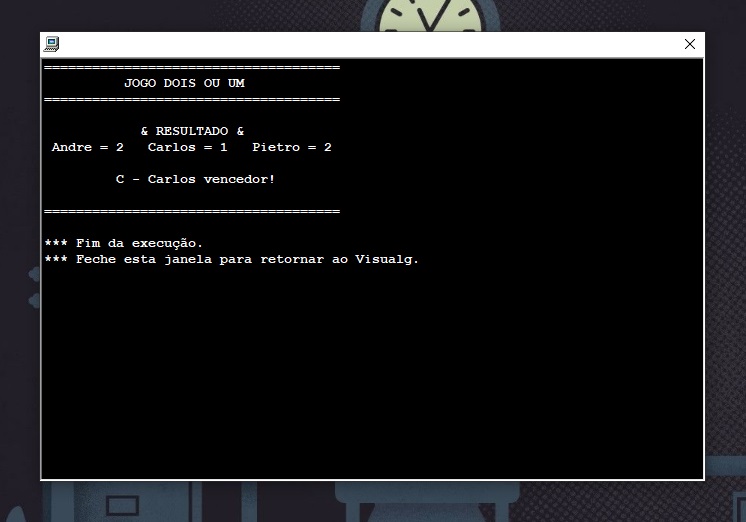 =====================================
JOGO DOIS OU UM
=====================================
& RESULTADO &
Andre = 2   Carlos = 1   Pietro = 2
C - Carlos vencedor!
=====================================
*** Fim da execução.
*** Feche esta janela para retornar ao Visualg.